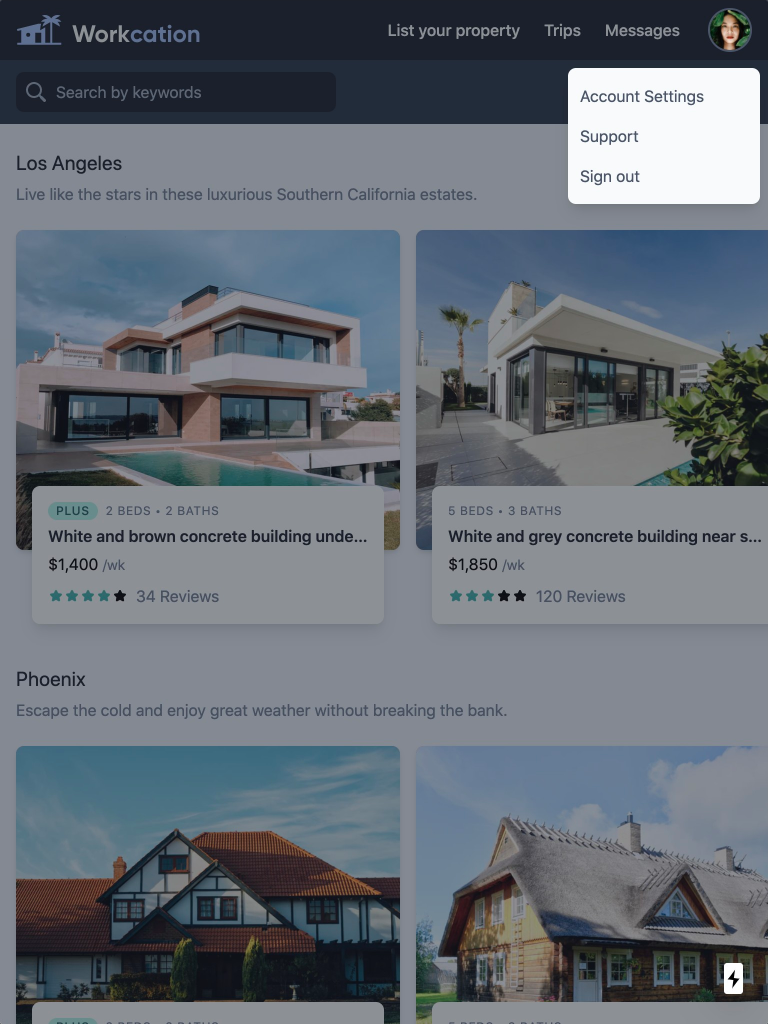 Workcation
List your property
Trips
Messages
Search by keywords
Account Settings
Support
Sign out
Los Angeles
Live like the stars in these luxurious Southern California estates.
PLUS 2 BEDS • 2 BATHS
White and brown concrete building unde...
$1,400 /wk
34 Reviews
5 BEDS • 3 BATHS
White and grey concrete building near s...
$1,850 /wk
120 Reviews
Phoenix
Escape the cold and enjoy great weather without breaking the bank.